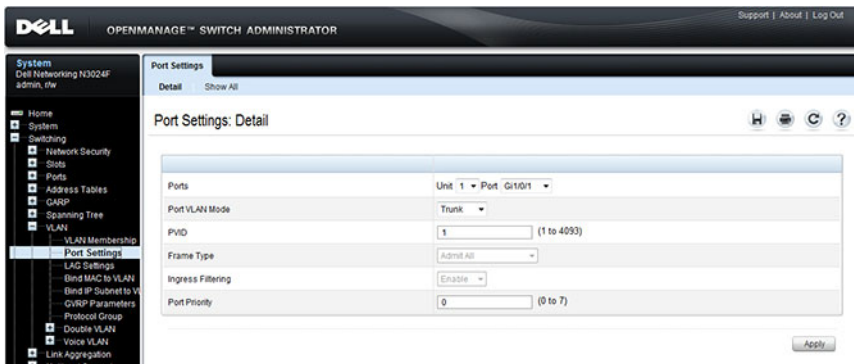 Support | About | Log Out
DELL
OPENMANAGE™ SWITCH ADMINISTRATOR
System
Dell Networking N3024F
admin, r/w
Port Settings
Detail
Show All
Home
System
Switching
Network Security
Slots
Ports
Address Tables
GARP
Spanning Tree
VLAN
VLAN Membership
Port Settings
LAG Settings
Bind MAC to VLAN
Bind IP Subnet to VL
GVRP Parameters
Protocol Group
Double VLAN
Voice VLAN
Link Aggregation
Port Settings: Detail
Ports Unit 1 Port Gi1/0/1
Port VLAN Mode Trunk
PVID 1 (1 to 4093)
Frame Type Admit All
Ingress Filtering Enable
Port Priority 0 (0 to 7)
Apply